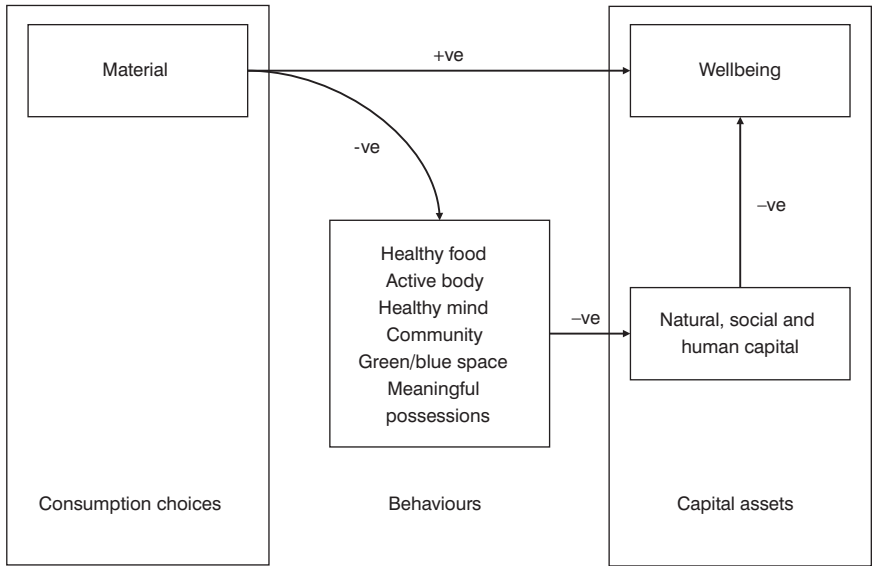 Material
+ve
Wellbeing
-ve
–ve
Healthy food
Active body
Healthy mind
Community
Green/blue space
Meaningful
possessions
–ve
Natural, social and
human capital
Consumption choices
Behaviours
Capital assets